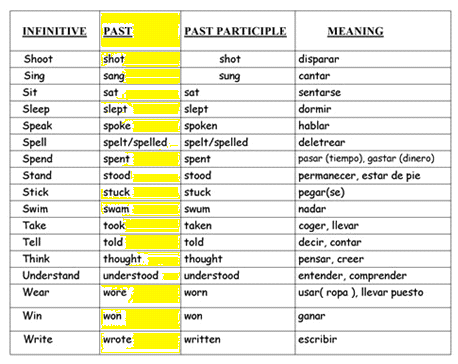 INFINITIVE PAST PAST PARTICIPLE MEANING
Shoot shot shot disparar
Sing sang sung cantar
Sit sat sat sentarse
Sleep slept slept dormir
Speak spoke spoken hablar
Spell spelt/spelled spelt/spelled deletrear
Spend spent spent pasar (tiempo), gastar (dinero)
Stand stood stood permanecer, estar de pie
Stick stuck stuck pegar(se)
Swim swam swum nadar
Take took taken coger, llevar
Tell told told decir, contar
Think thought thought pensar, creer
Understand understood understood entender, comprender
Wear wore worn usar( ropa ), llevar puesto
Win won won ganar
Write wrote written escribir